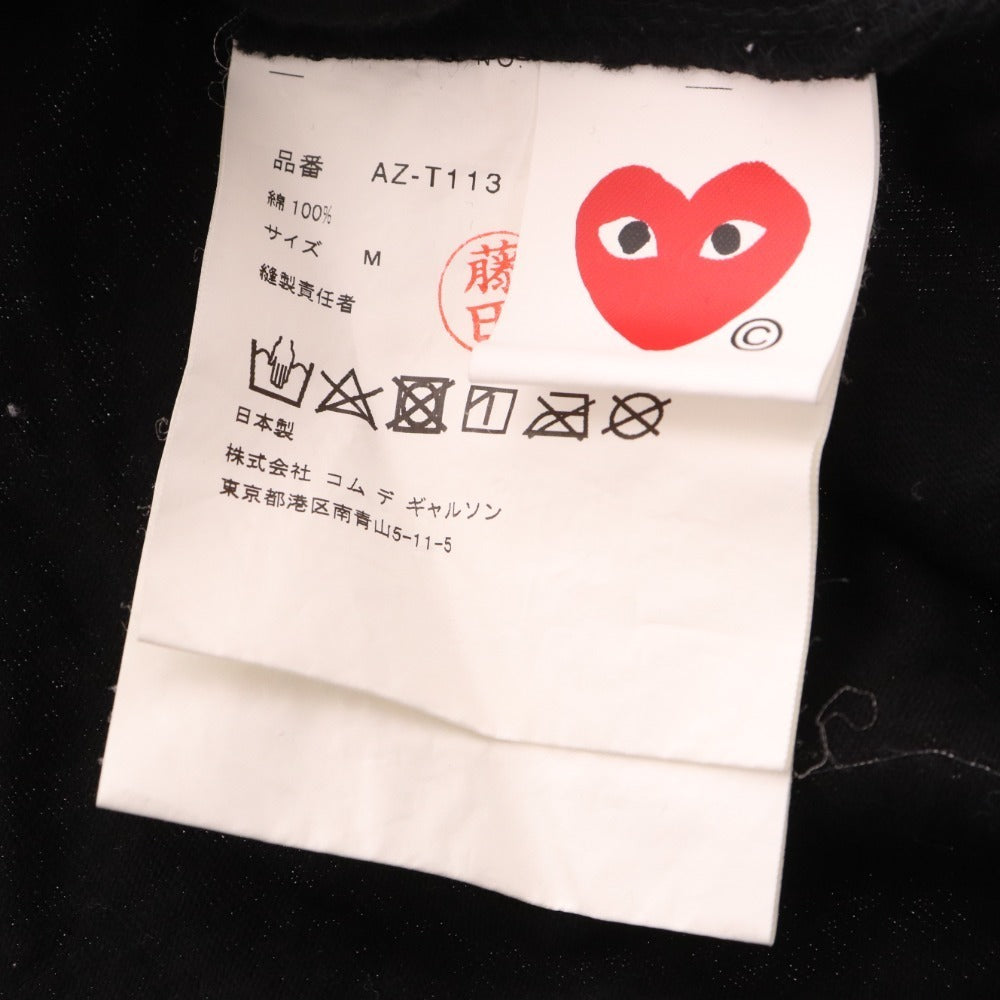 NO.
品番 AZ-T113
綿 100%
サイズ M
縫製責任者
藤
©
日本製
株式会社 コム デ ギャルソン
東京都港区南青山5-11-5